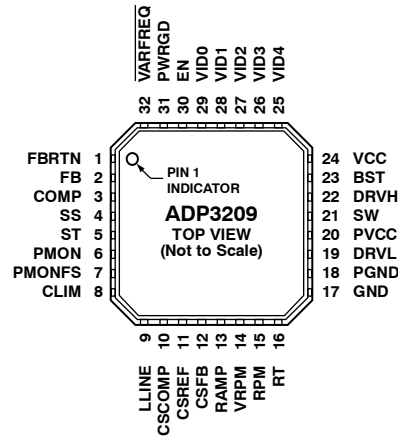 VARFREQ
PWRGD
EN
VID0
VID1
VID2
VID3
VID4
32
31
30
29
28
27
26
25
FBRTN 1
FB 2
COMP 3
SS 4
ST 5
PMON 6
PMONFS 7
CLIM 8
PIN 1
INDICATOR
ADP3209
TOP VIEW
(Not to Scale)
24 VCC
23 BST
22 DRVH
21 SW
20 PVCC
19 DRVL
18 PGND
17 GND
9
10
11
12
13
14
15
16
LLINE
CSCOMP
CSREF
CSFB
RAMP
VRPM
RPM
RT